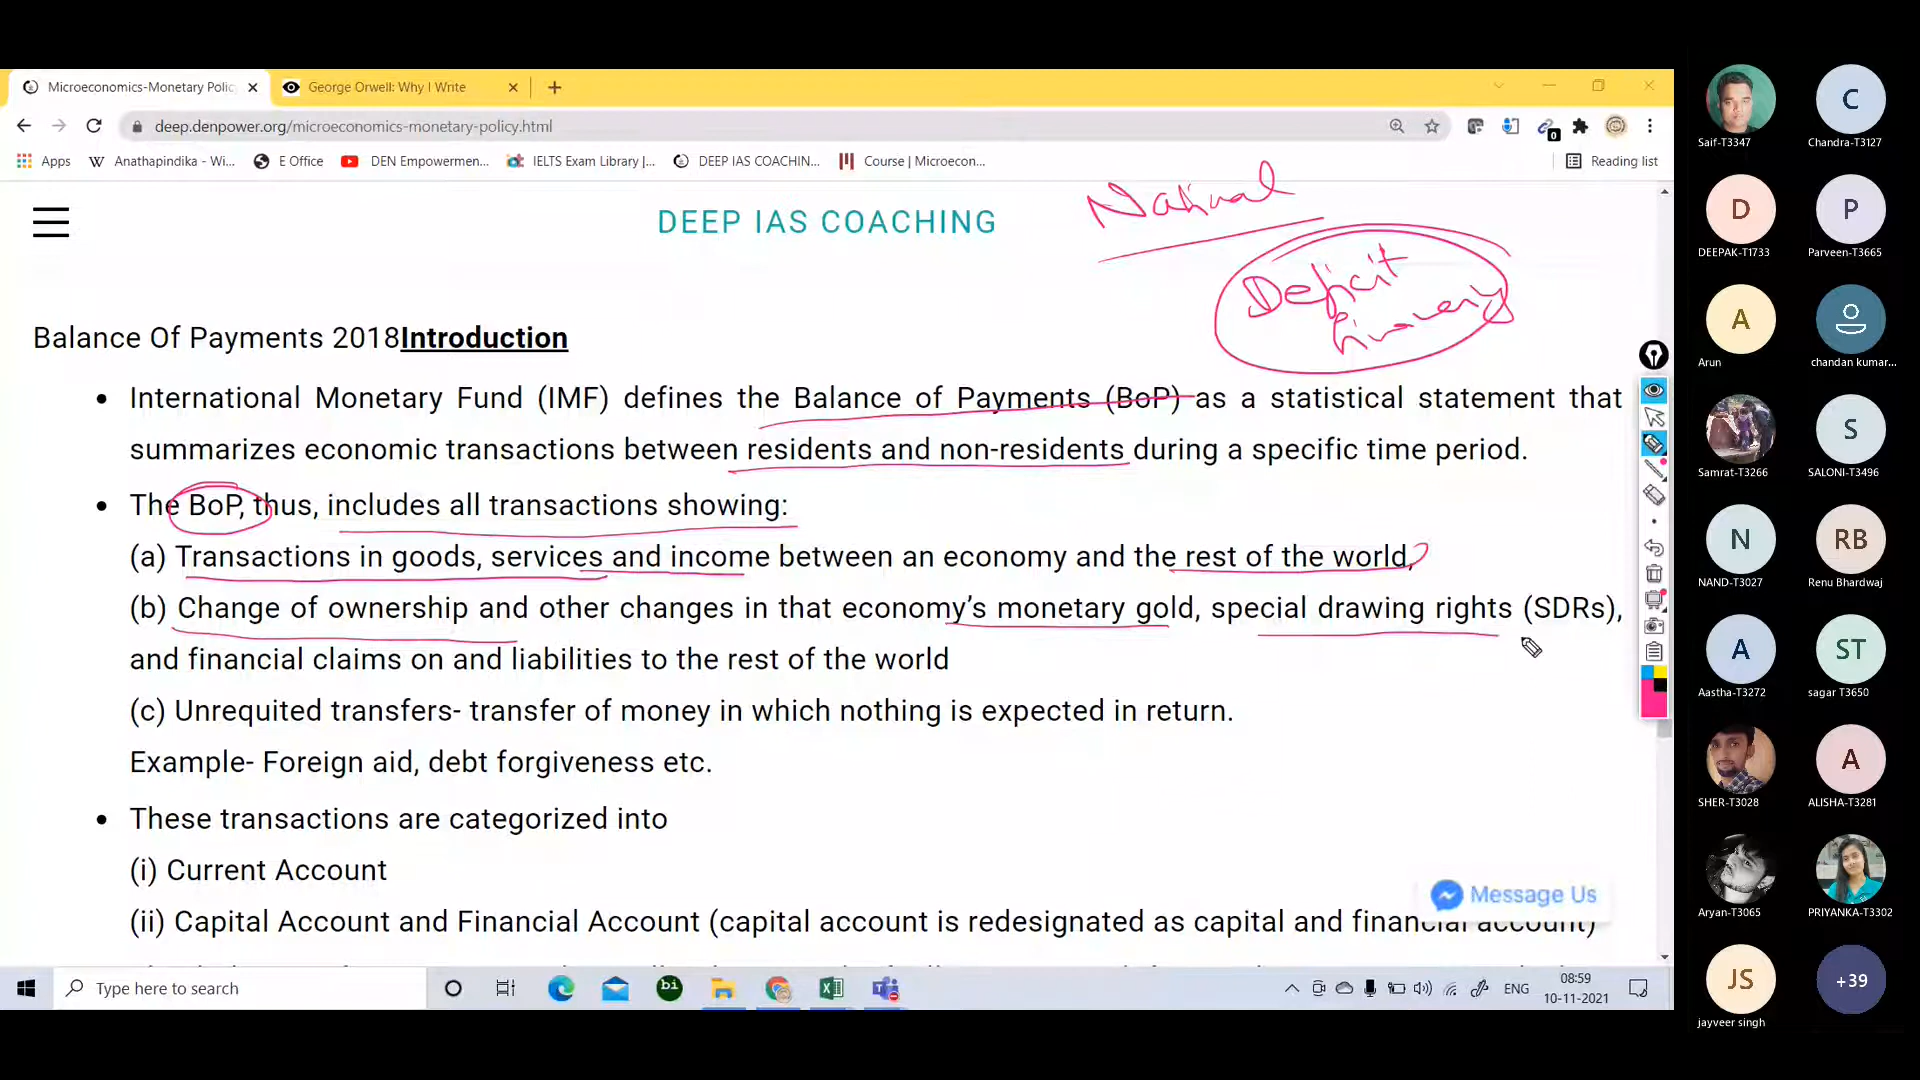 Microeconomics-Monetary Polic
George Orwell: Why I Write
deep.denpower.org/microeconomics-monetary-policy.html
0
Apps
Anathapindika - Wi...
E Office
DEN Empowermen...
IELTS Exam Library |...
DEEP IAS COACHIN...
Course | Microecon...
Reading list
DEEP IAS COACHING
National
Deficit
Balance Of Payments 2018Introduction
• International Monetary Fund (IMF) defines the Balance of Payments (BoP) as a statistical statement that
summarizes economic transactions between residents and non-residents during a specific time period.
• The BoP, thus, includes all transactions showing:
(a) Transactions in goods, services and income between an economy and the rest of the world,
(b) Change of ownership and other changes in that economy’s monetary gold, special drawing rights (SDRs),
and financial claims on and liabilities to the rest of the world
(c) Unrequited transfers- transfer of money in which nothing is expected in return.
Example- Foreign aid, debt forgiveness etc.
• These transactions are categorized into
(i) Current Account
(ii) Capital Account and Financial Account (capital account is redesignated as capital and financial account)
Message Us
Type here to search
bi
ENG
08:59
10-11-2021
Saif-T3347
C
Chandra-T3127
D
DEEPAK-T1733
P
Parveen-T3665
A
Arun
chandan kumar...
Samrat-T3266
S
SALONI-T3496
N
NAND-T3027
RB
Renu Bhardwaj
A
Aastha-T3272
ST
sagar T3650
SHER-T3028
A
ALISHA-T3281
Aryan-T3065
PRIYANKA-T3302
JS
jayveer singh
+39